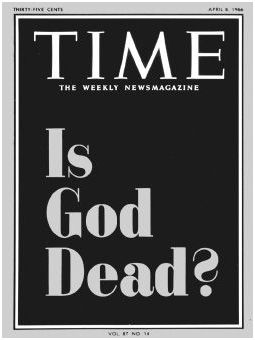 THIRTY-FIVE CENTS APRIL 8, 1966
TIME
THE WEEKLY NEWSMAGAZINE
Is
God
Dead?
VOL. 87 NO. 14